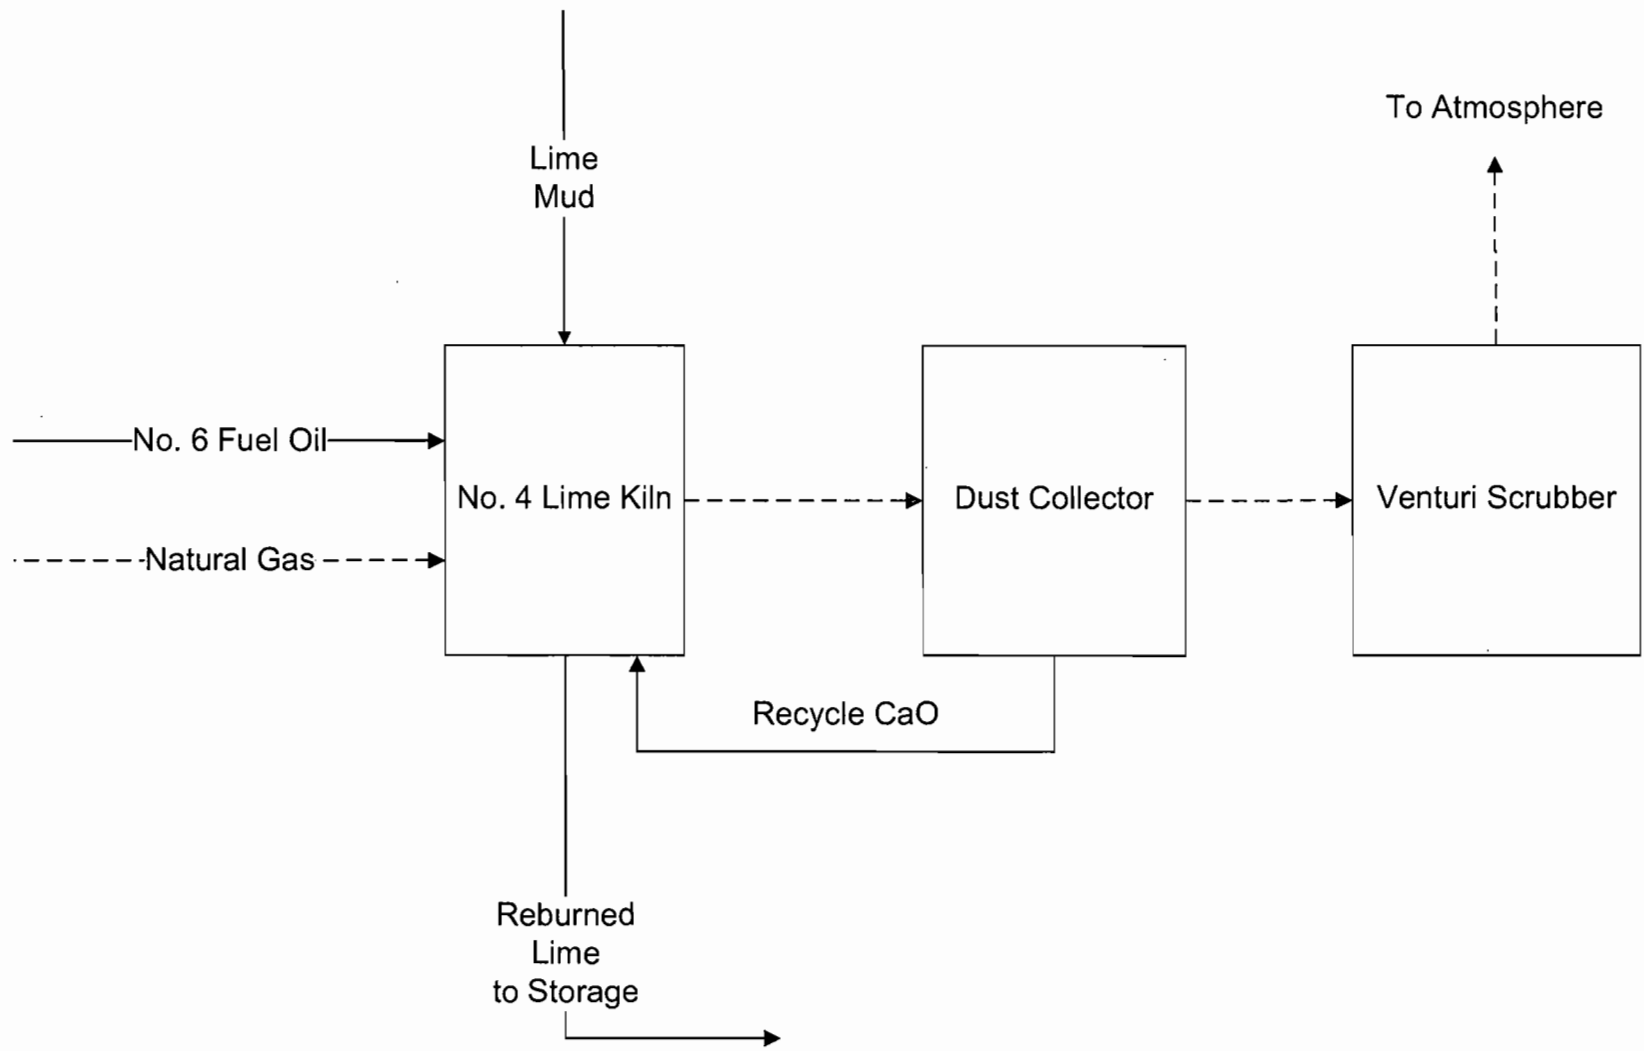 To Atmosphere
Lime
Mud
No. 6 Fuel Oil
No. 4 Lime Kiln
Dust Collector
Venturi Scrubber
Natural Gas
Recycle CaO
Reburned
Lime
to Storage